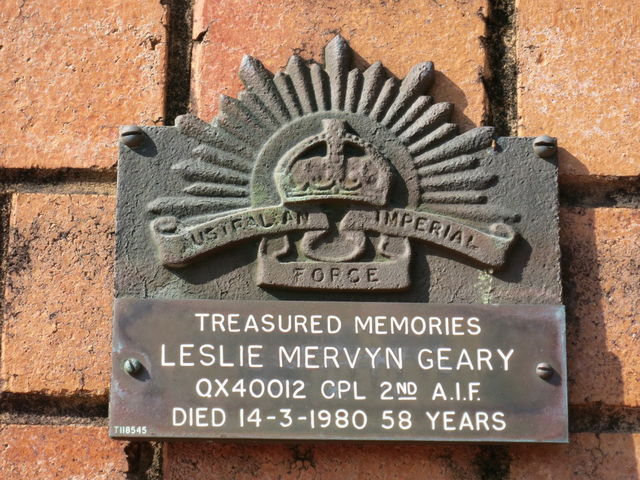 AUSTRALIAN IMPERIAL
FORCE
TREASURED MEMORIES
LESLIE MERVYN GEARY
QX40012 CPL 2ND A.I.F.
DIED 14-3-1980 58 YEARS
T118545